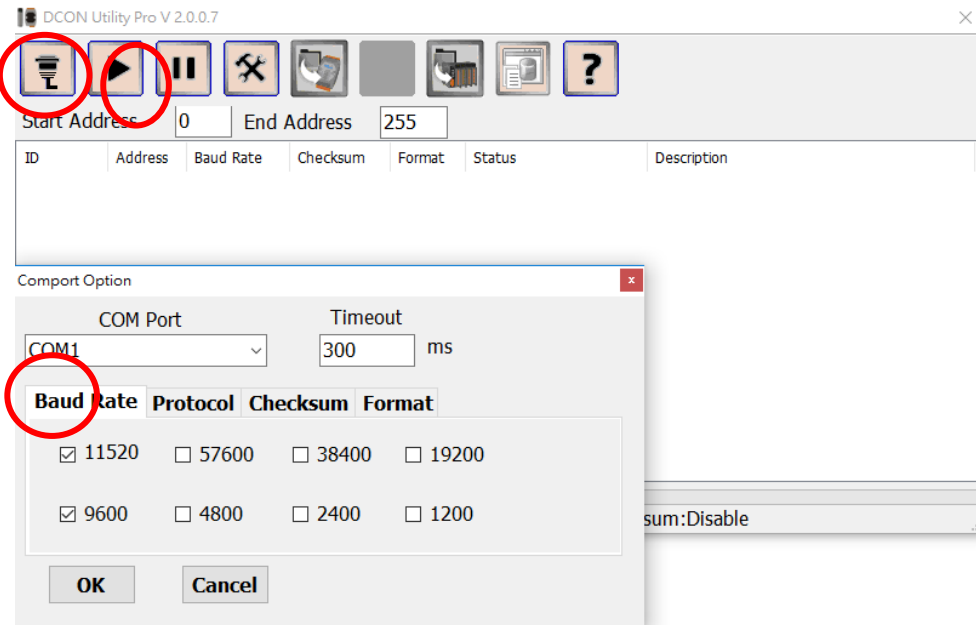 DCON Utility Pro V 2.0.0.7
?
Start Address 0 End Address 255
ID Address Baud Rate Checksum Format Status Description
Comport Option
COM Port Timeout
COM1 300 ms
Baud Rate Protocol Checksum Format
11520 57600 38400 19200
9600 4800 2400 1200
sum:Disable
OK Cancel